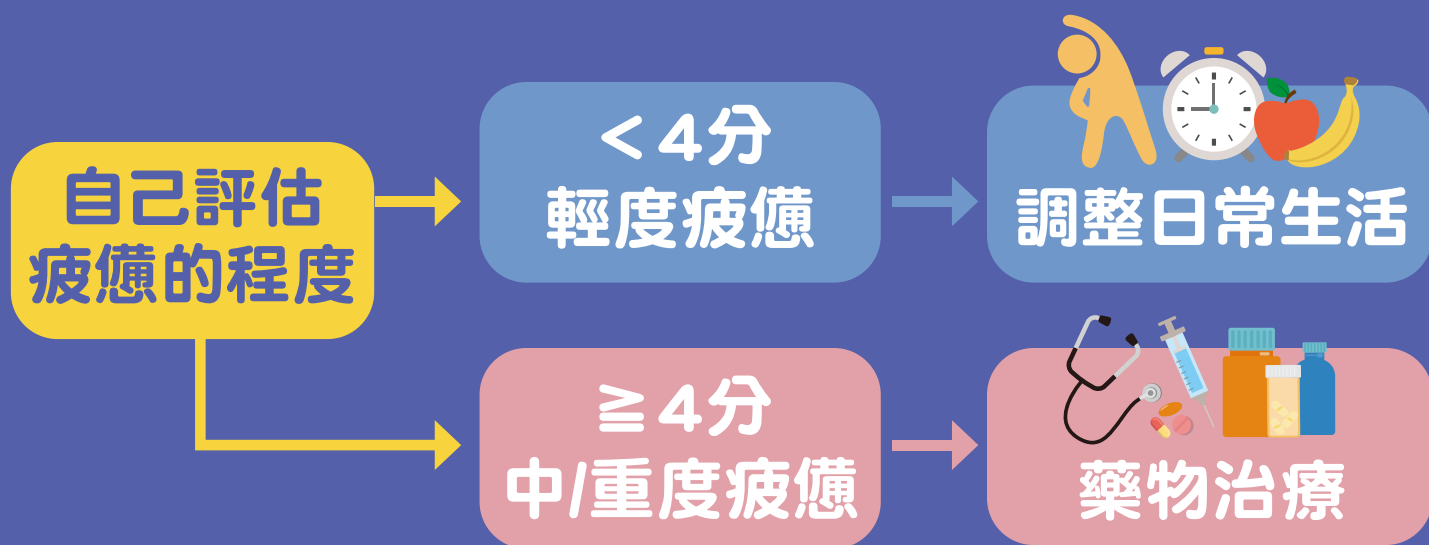 自己評估
疲憊的程度
<4分
輕度疲憊
調整日常生活
≧4分
中/重度疲憊
藥物治療